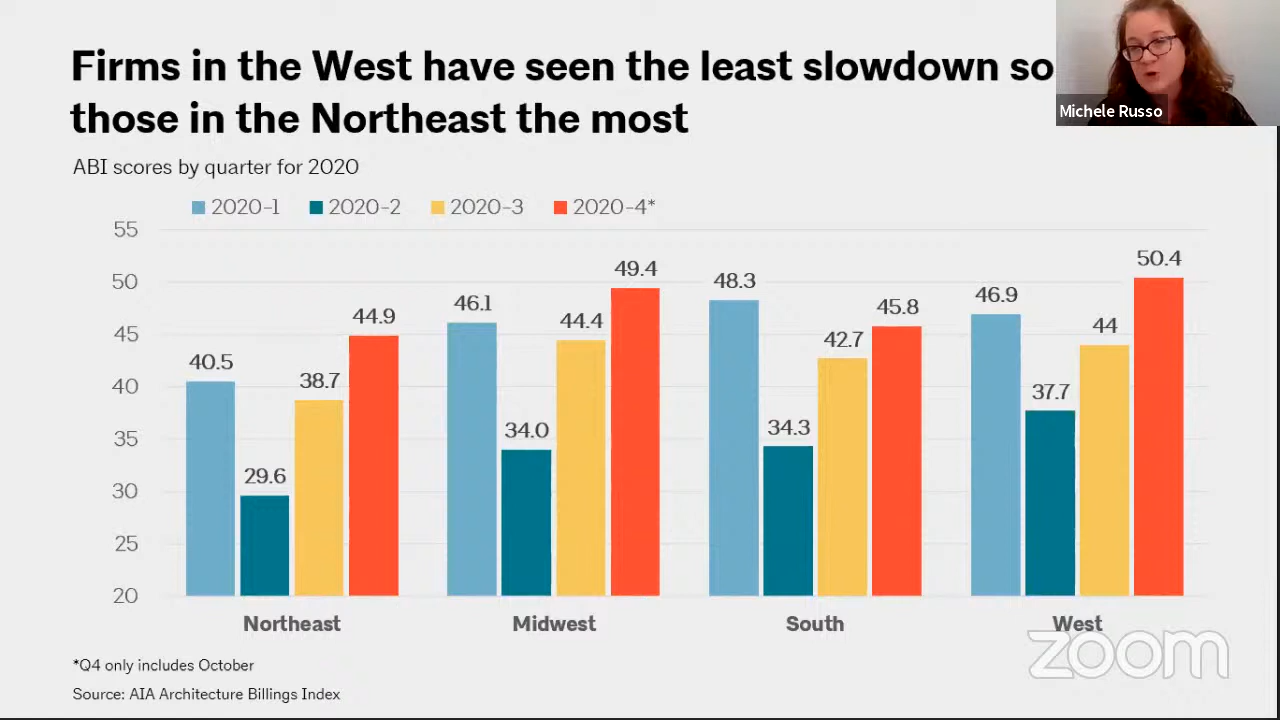 Firms in the West have seen the least slowdown so
those in the Northeast the most
Michele Russo
ABI scores by quarter for 2020
2020-1 2020-2 2020-3 2020-4*
55
50
45
40
35
30
25
20
40.5 29.6 38.7 44.9
46.1 34.0 44.4 49.4
48.3 34.3 42.7 45.8
46.9 37.7 44 50.4
Northeast Midwest South West
*Q4 only includes October
Source: AIA Architecture Billings Index
zoom